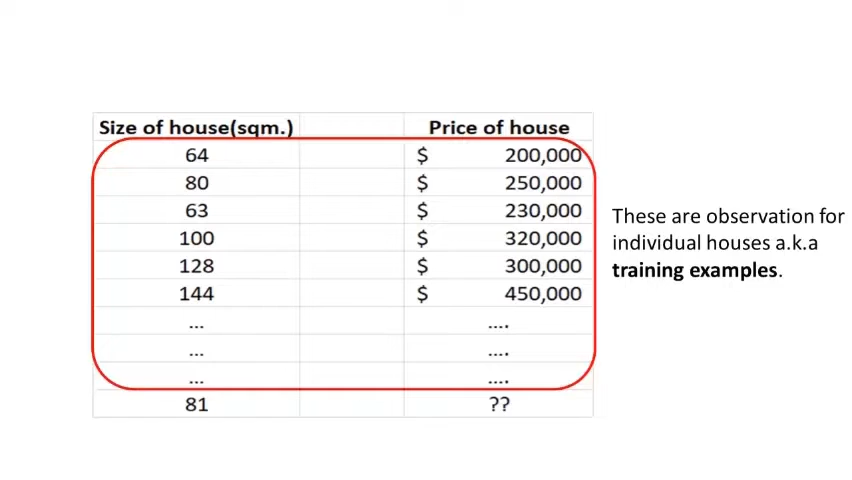 Size of house(sqm.) Price of house
64 $ 200,000
80 $ 250,000
63 $ 230,000
100 $ 320,000
128 $ 300,000
144 $ 450,000
... ....
... ....
... ....
81 ??
These are observation for
individual houses a.k.a
training examples.